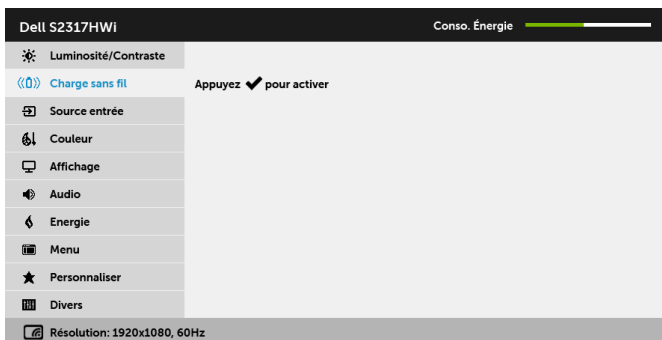 Dell S2317HWi
Conso. Énergie
Luminosité/Contraste
Charge sans fil
Appuyez ✔ pour activer
Source entrée
Couleur
Affichage
Audio
Energie
Menu
Personnaliser
Divers
Résolution: 1920x1080, 60Hz